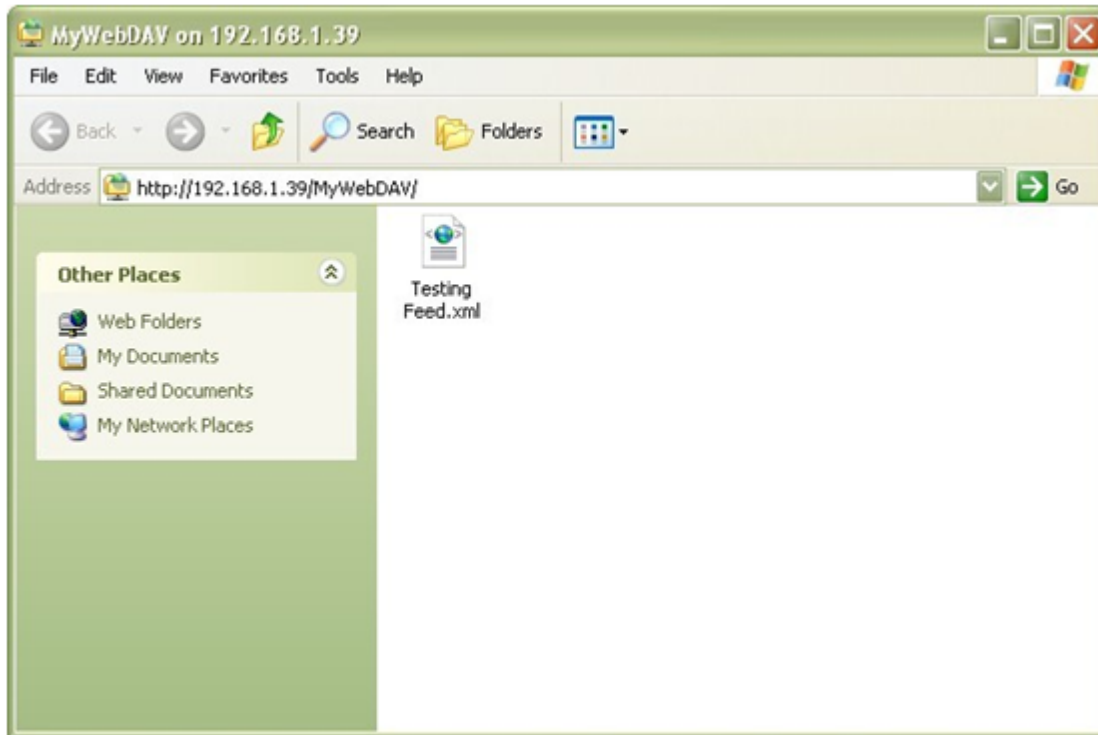 MyWebDAV on 192.168.1.39
File Edit View Favorites Tools Help
Back Search Folders
Address http://192.168.1.39/MyWebDAV/ Go
Other Places
Web Folders
My Documents
Shared Documents
My Network Places
Testing
Feed.xml